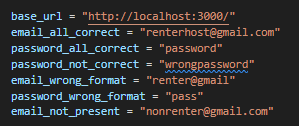 base_url = "http://localhost:3000/"
email_all_correct = "renterhost@gmail.com"
password_all_correct = "password"
password_not_correct = "wrongpassword"
email_wrong_format = "renter@gmail"
password_wrong_format = "pass"
email_not_present = "nonrenter@gmail.com"